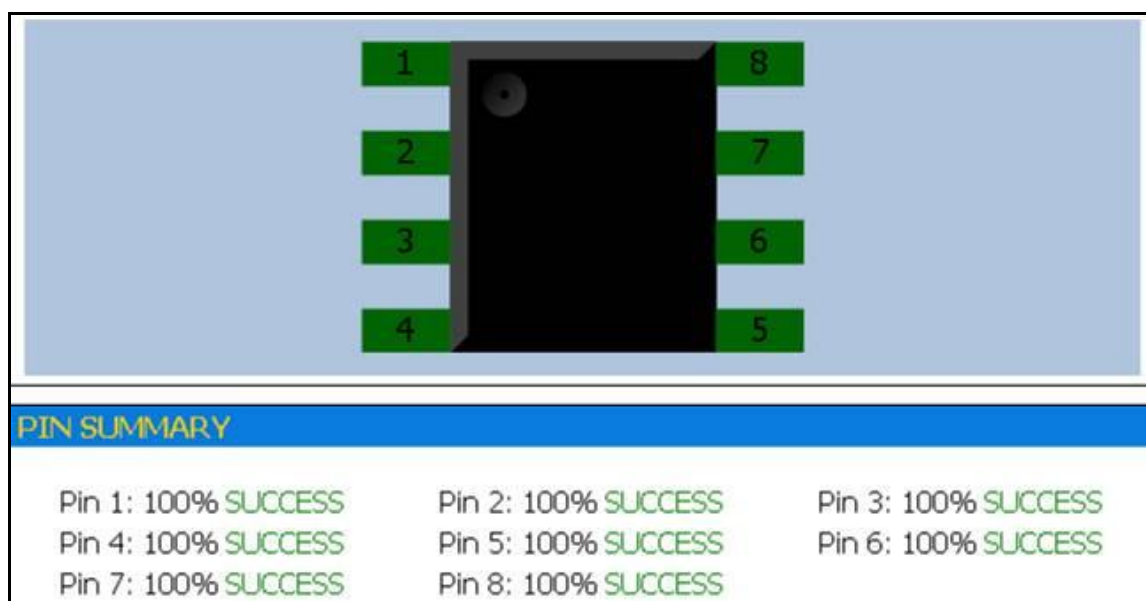 1 8
2 7
3 6
4 5
PIN SUMMARY
Pin 1: 100% SUCCESS Pin 2: 100% SUCCESS Pin 3: 100% SUCCESS
Pin 4: 100% SUCCESS Pin 5: 100% SUCCESS Pin 6: 100% SUCCESS
Pin 7: 100% SUCCESS Pin 8: 100% SUCCESS